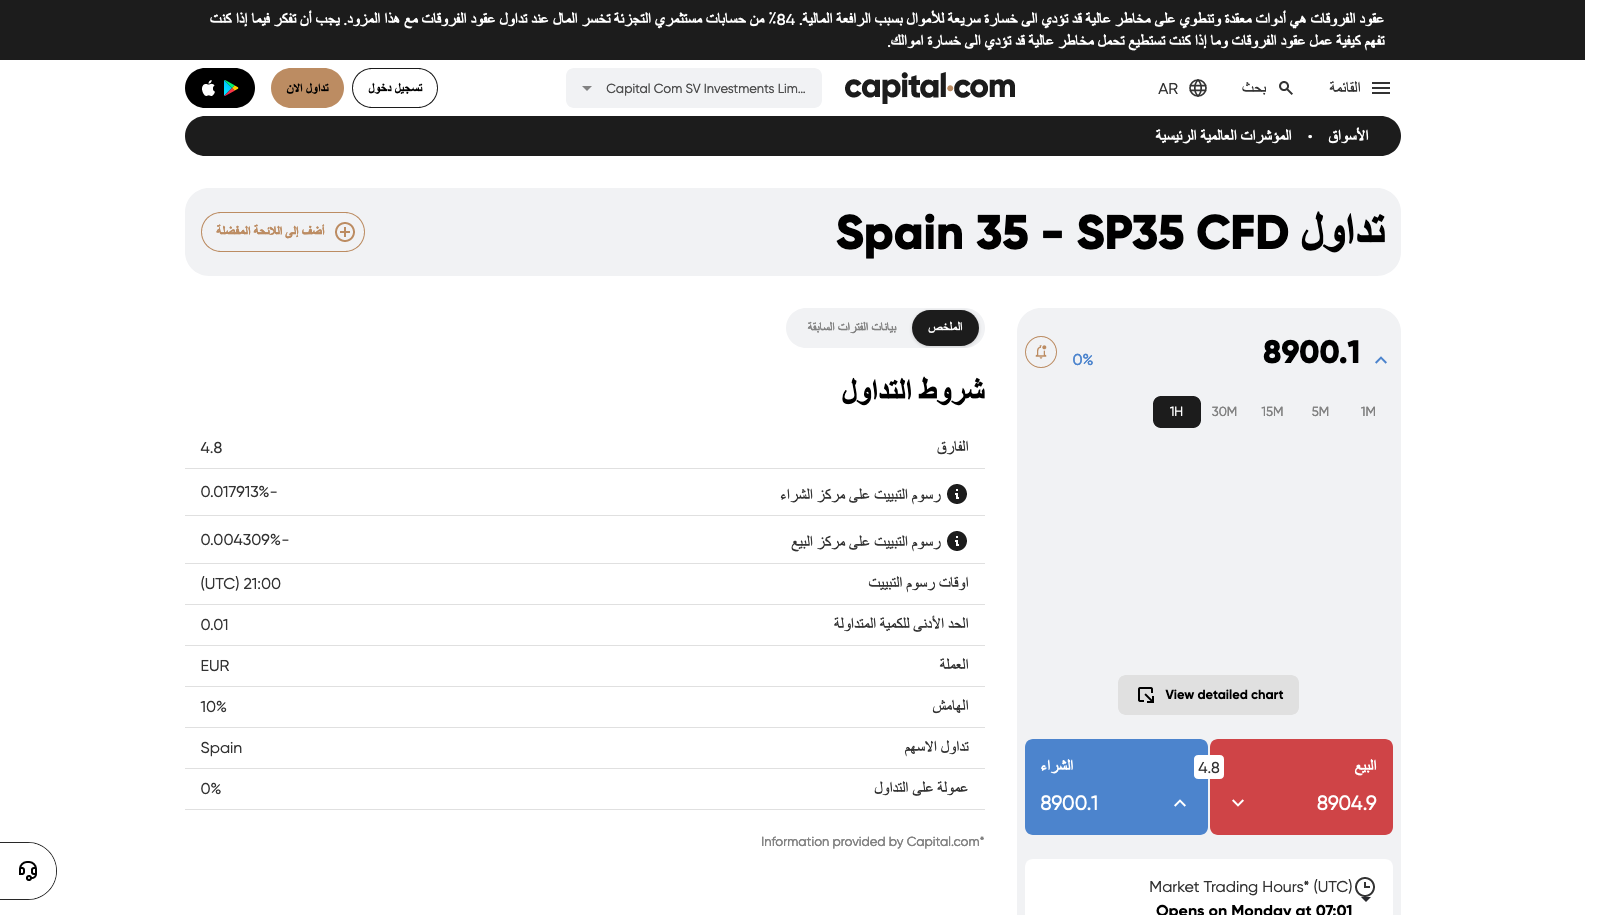 عقود الفروقات هي أدوات معقدة وتنطوي على مخاطر عالية قد تؤدي الى خسارة سريعة للأموال بسبب الرافعة المالية. 84٪ من حسابات مستثمري التجزئة تخسر المال عند تداول عقود الفروقات مع هذا المزود. يجب أن تفكر فيما إذا كنت
تفهم كيفية عمل عقود الفروقات وما إذا كنت تستطيع تحمل مخاطر عالية قد تؤدي الى خسارة اموالك.
القائمة
بحث
AR
capital.com
Capital Com SV Investments Lim...
تسجيل دخول
تداول الان
الأسواق • المؤشرات العالمية الرئيسية
تداول Spain 35 - SP35 CFD
أضف إلى اللائحة المفضلة
8900.1
0%
1M
5M
15M
30M
1H
View detailed chart
البيع
8904.9
4.8
الشراء
8900.1
Market Trading Hours* (UTC)
Opens on Monday at 07:01
الملخص
بيانات الفترات السابقة
شروط التداول
الفارق 4.8
رسوم التبييت على مركز الشراء 0.017913%-
رسوم التبييت على مركز البيع 0.004309%-
اوقات رسوم التبييت (UTC) 21:00
الحد الأدنى للكمية المتداولة 0.01
العملة EUR
الهامش 10%
تداول الاسهم Spain
عمولة على التداول 0%
Information provided by Capital.com*